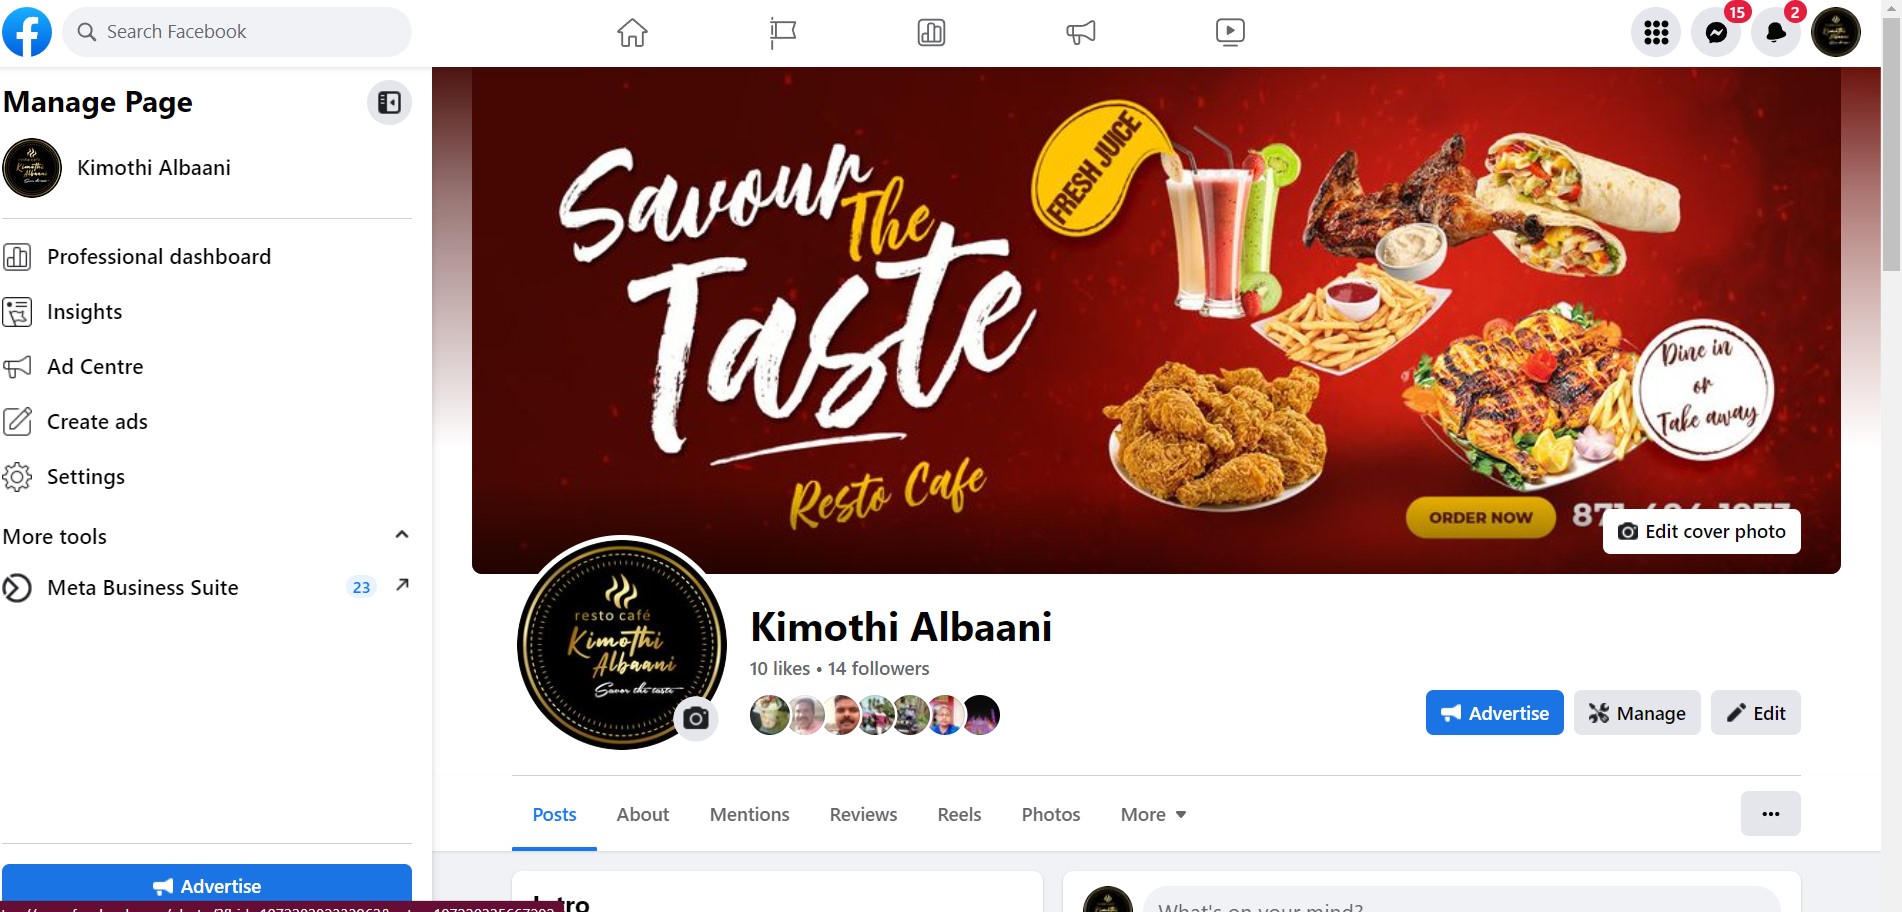 Search Facebook
15
2
Manage Page
Kimothi Albaani
Professional dashboard
Insights
Ad Centre
Create ads
Settings
More tools
Meta Business Suite
23
Advertise
Savour
The
Taste
Resto Cafe
FRESH JUICE
Dine in
or
Take away
ORDER NOW
Edit cover photo
resto café
Kimothi
Albaani
Savor the taste
Kimothi Albaani
10 likes • 14 followers
Advertise
Manage
Edit
Posts
About
Mentions
Reviews
Reels
Photos
More
What's on your mind?